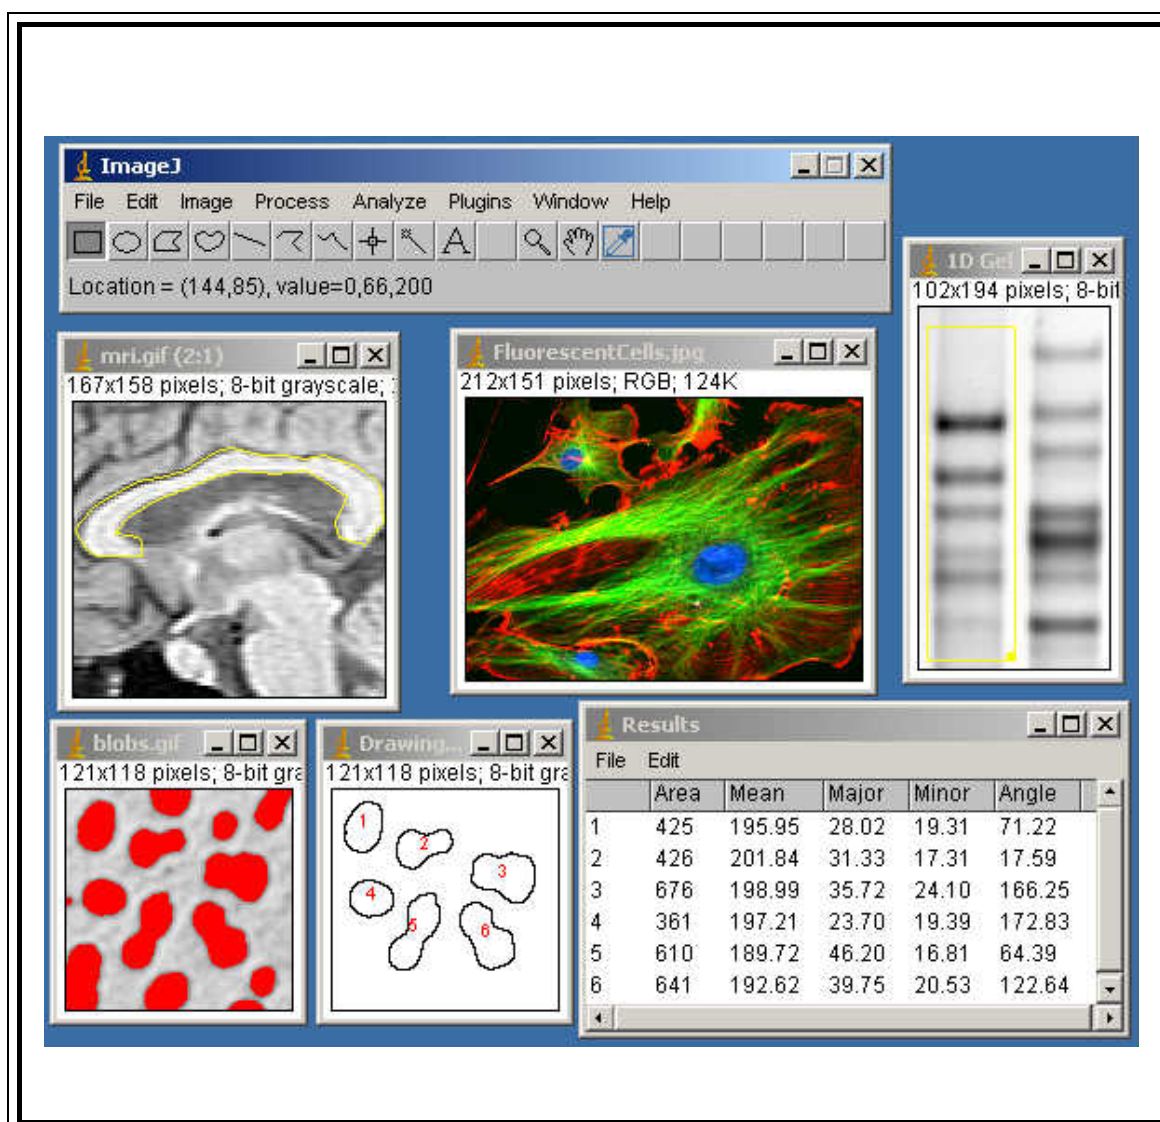 ImageJ
File Edit Image Process Analyze Plugins Window Help
A
Location = (144,85), value=0,66,200
1D Gel
102x194 pixels; 8-bit
mri.gif (2:1)
167x158 pixels; 8-bit grayscale;
FluorescentCells.jpg
212x151 pixels; RGB; 124K
blobs.gif
121x118 pixels; 8-bit gra
Drawing...
121x118 pixels; 8-bit gra
1
2
3
4
5
6
Results
File Edit
Area Mean Major Minor Angle
1 425 195.95 28.02 19.31 71.22
2 426 201.84 31.33 17.31 17.59
3 676 198.99 35.72 24.10 166.25
4 361 197.21 23.70 19.39 172.83
5 610 189.72 46.20 16.81 64.39
6 641 192.62 39.75 20.53 122.64